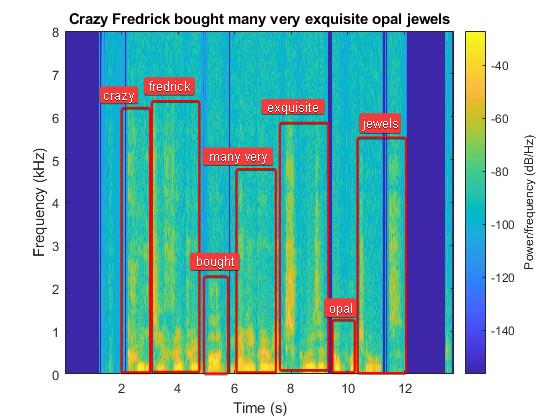 Crazy Fredrick bought many very exquisite opal jewels
8
7
6
5
4
3
2
1
0
Frequency (kHz)
crazy
fredrick
bought
many very
exquisite
opal
jewels
2 4 6 8 10 12
Time (s)
-40
-60
-80
-100
-120
-140
Power/frequency (dB/Hz)